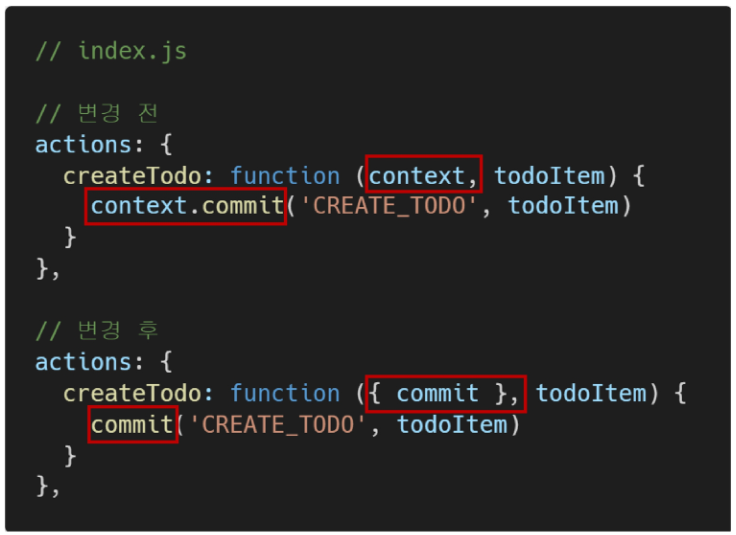 // index.js
// 변경 전
actions: {
createTodo: function (context, todoItem) {
context.commit('CREATE_TODO', todoItem)
}
},
// 변경 후
actions: {
createTodo: function ({ commit }, todoItem) {
commit('CREATE_TODO', todoItem)
}
},